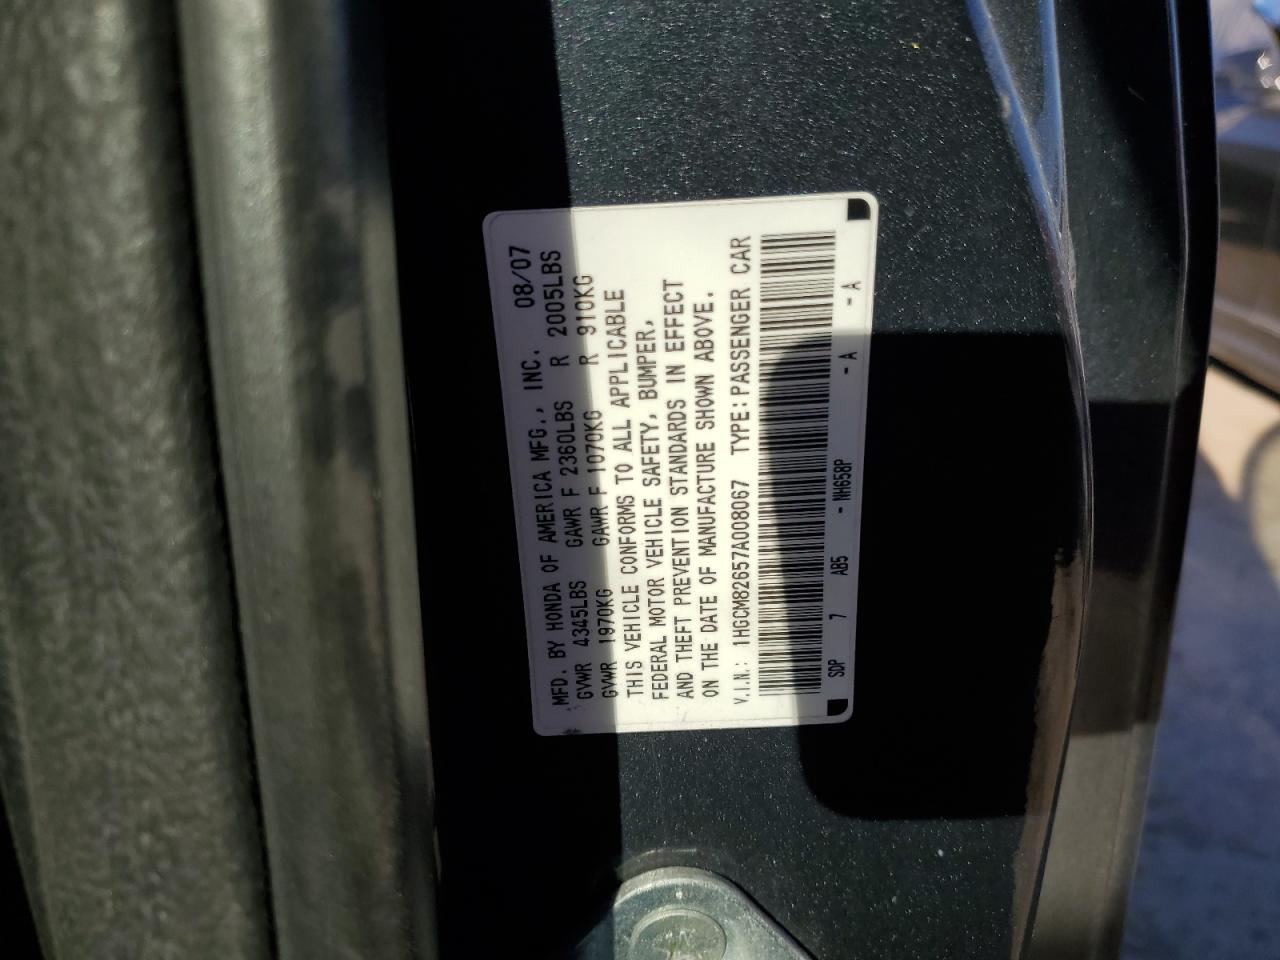 MFD. BY HONDA OF AMERICA MFG., INC. 08/07
GVWR 4345LBS GAWR F 2360LBS R 2005LBS
GVWR 1970KG GAWR F 1070KG R 910KG
THIS VEHICLE CONFORMS TO ALL APPLICABLE
FEDERAL MOTOR VEHICLE SAFETY, BUMPER,
AND THEFT PREVENTION STANDARDS IN EFFECT
ON THE DATE OF MANUFACTURE SHOWN ABOVE.
V.I.N.: 1HGCM82657A008067 TYPE: PASSENGER CAR
SDP 7 AB5 - NH658P - A - A